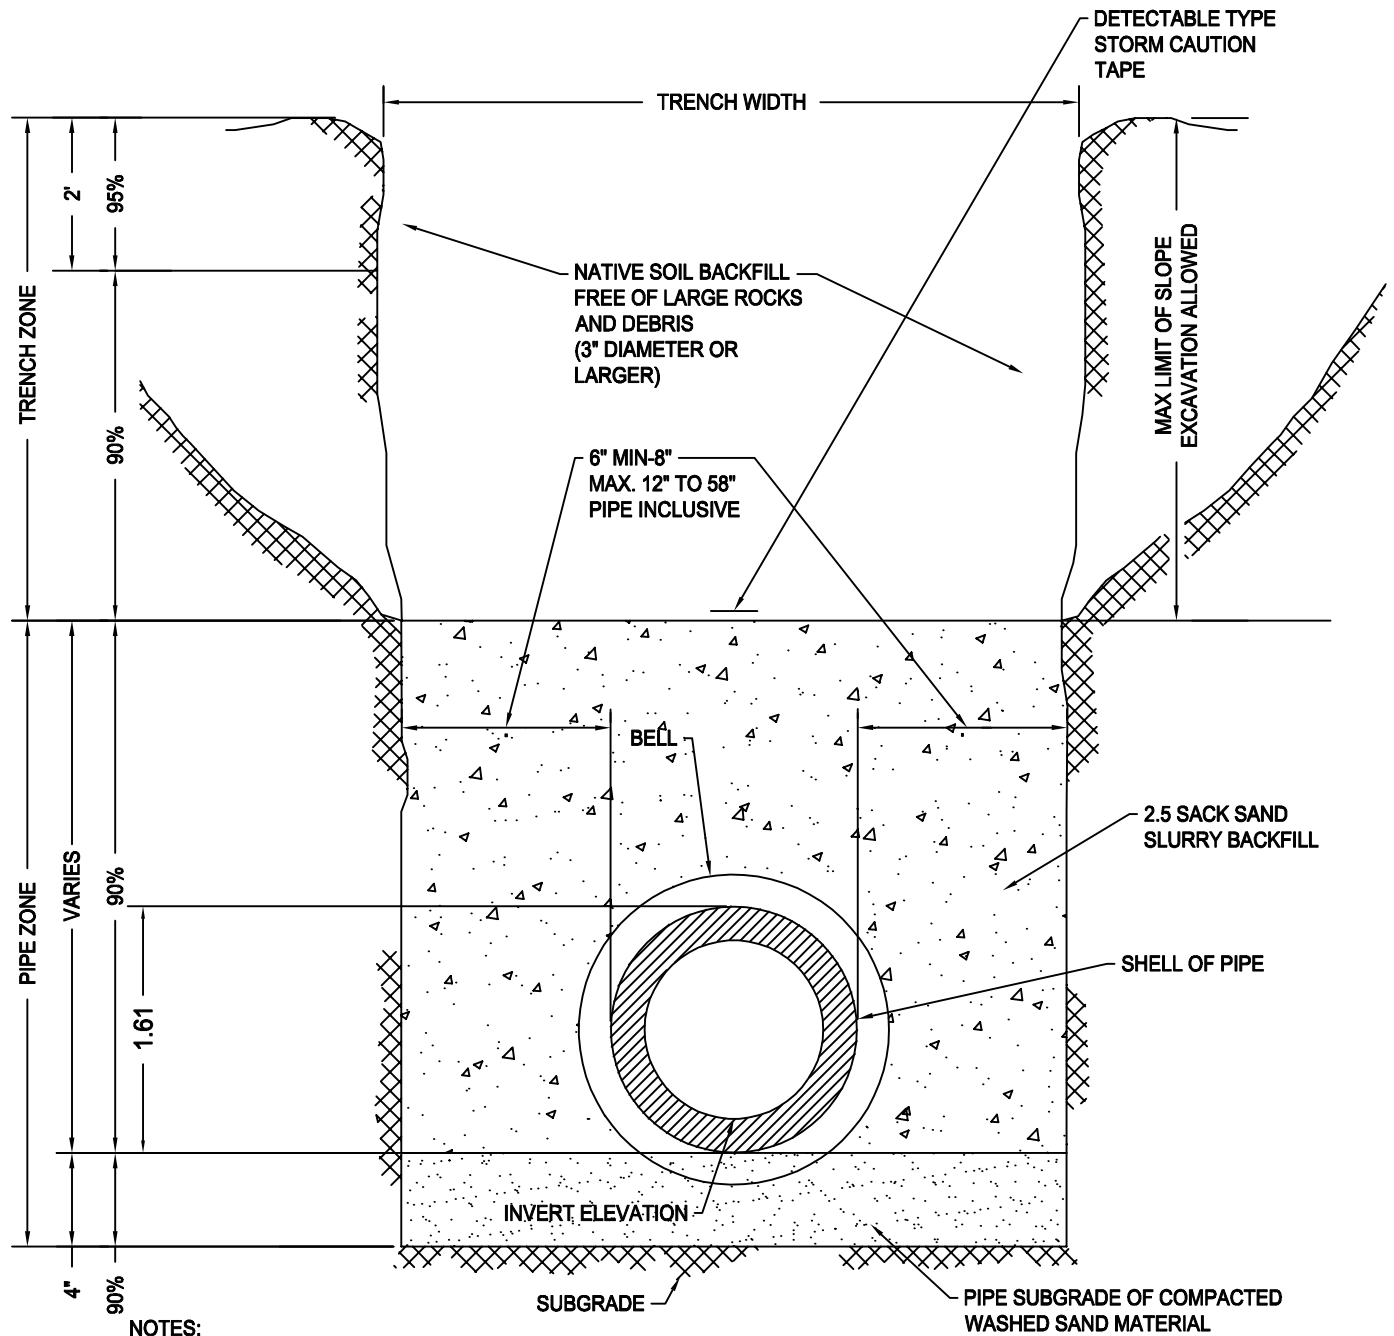 DETECTABLE TYPE
STORM CAUTION
TAPE
TRENCH WIDTH
2'
95%
TRENCH ZONE
90%
NATIVE SOIL BACKFILL
FREE OF LARGE ROCKS
AND DEBRIS
(3" DIAMETER OR
LARGER)
MAX LIMIT OF SLOPE
EXCAVATION ALLOWED
6" MIN-8"
MAX. 12" TO 58"
PIPE INCLUSIVE
BELL
2.5 SACK SAND
SLURRY BACKFILL
PIPE ZONE
VARIES
90%
1.61
SHELL OF PIPE
INVERT ELEVATION
4"
90%
SUBGRADE
PIPE SUBGRADE OF COMPACTED
WASHED SAND MATERIAL
NOTES: